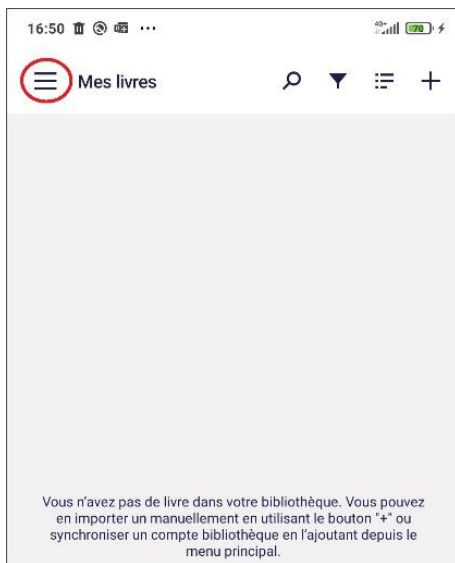 16:50
4G+
70
Mes livres
Vous n'avez pas de livre dans votre bibliothèque. Vous pouvez
en importer un manuellement en utilisant le bouton "+" ou
synchroniser un compte bibliothèque en l'ajoutant depuis le
menu principal.